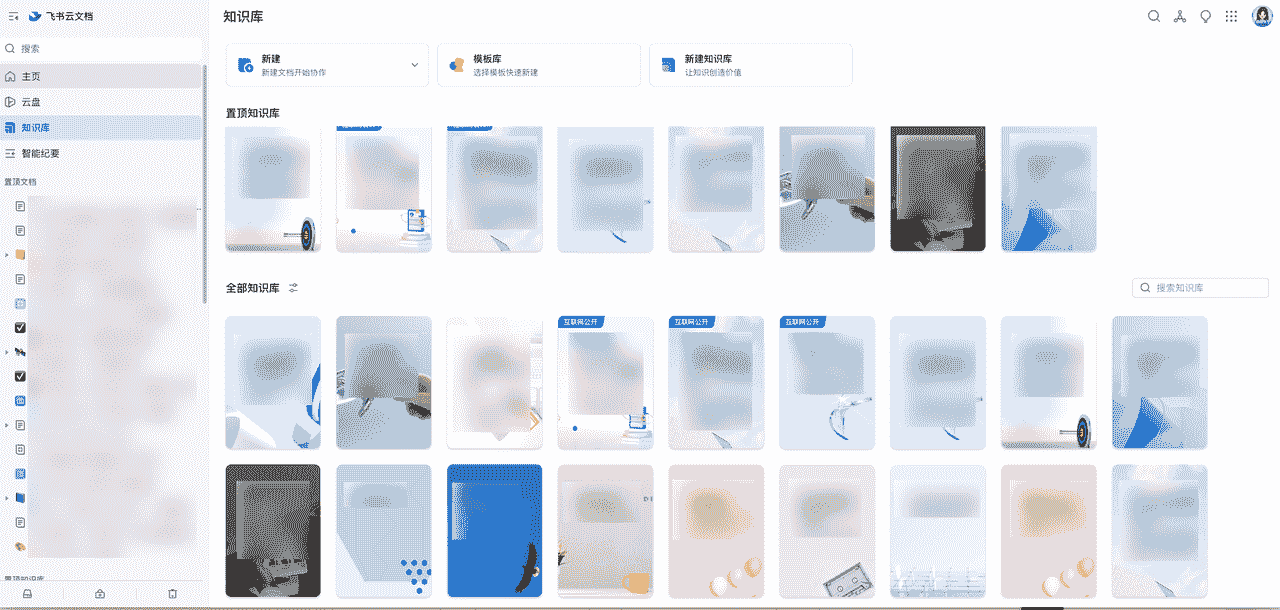 飞书云文档
搜索
主页
云盘
知识库
智能纪要
置顶文档
知识库
新建
新建文档开始协作
模板库
选择模板快速新建
新建知识库
让知识创造价值
置顶知识库
全部知识库
搜索知识库
互联网公开
互联网公开
互联网公开